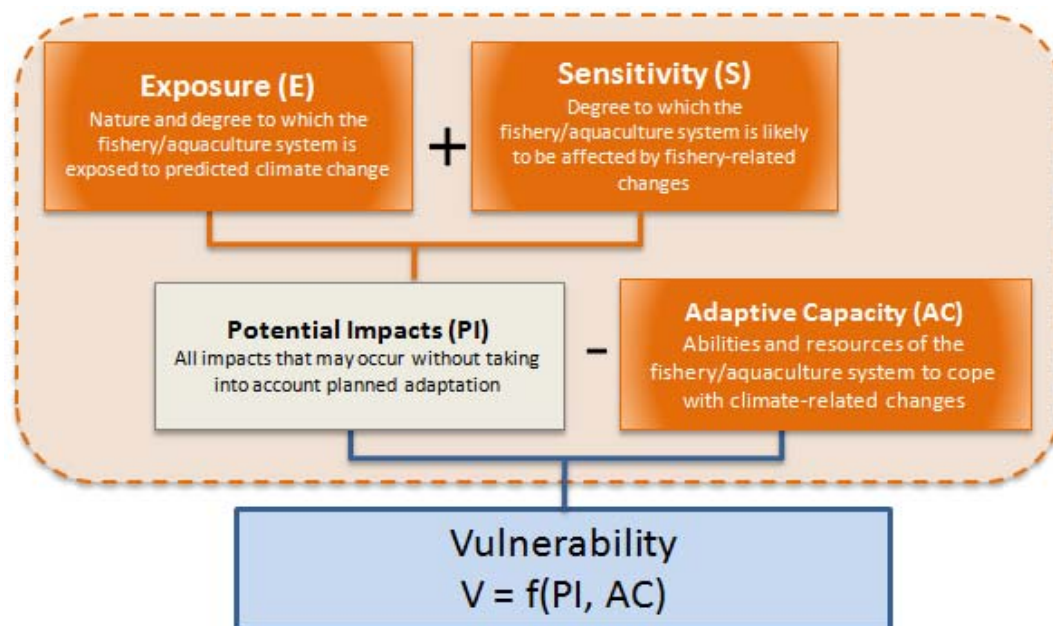 Exposure (E)
Nature and degree to which the
fishery/aquaculture system is
exposed to predicted climate change
+
Sensitivity (S)
Degree to which the
fishery/aquaculture system is likely
to be affected by fishery-related
changes
Potential Impacts (PI)
All impacts that may occur without taking
into account planned adaptation
-
Adaptive Capacity (AC)
Abilities and resources of the
fishery/aquaculture system to cope
with climate-related changes
Vulnerability
V = f(PI, AC)